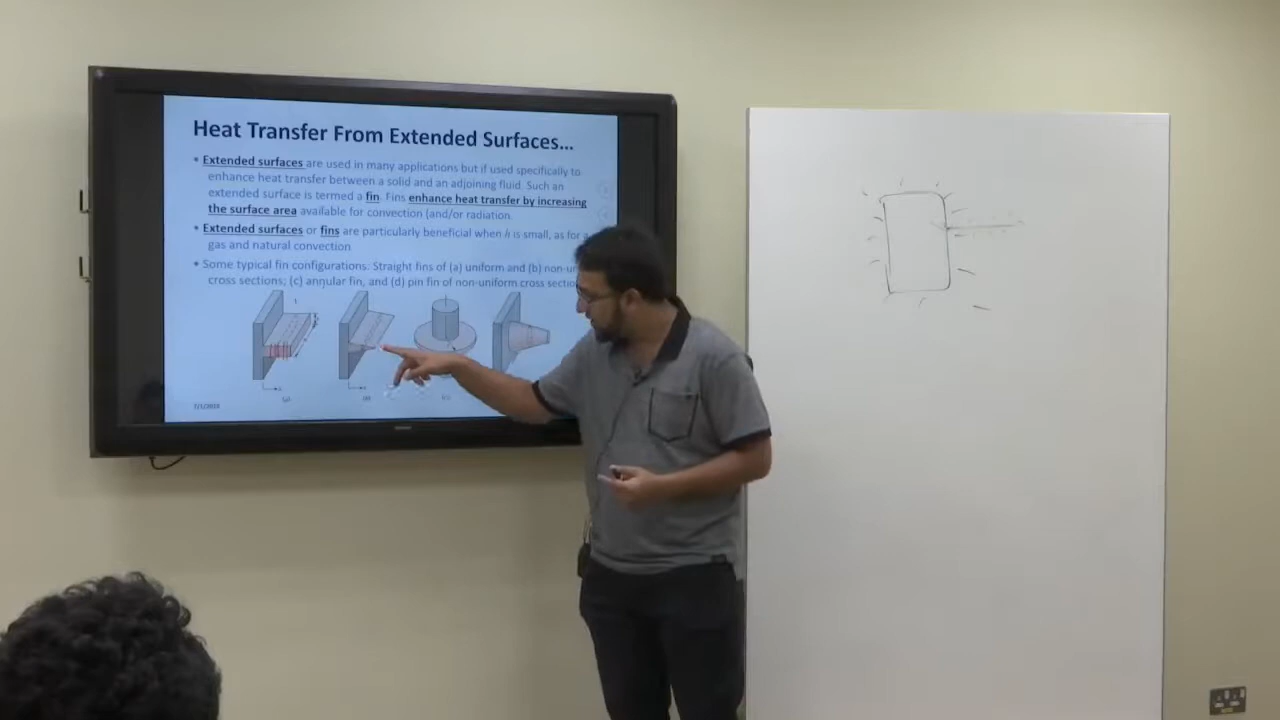 Heat Transfer From Extended Surfaces...
• Extended surfaces are used in many applications but if used specifically to
enhance heat transfer between a solid and an adjoining fluid. Such an
extended surface is termed a fin. Fins enhance heat transfer by increasing
the surface area available for convection (and/or radiation.
• Extended surfaces or fins are particularly beneficial when h is small, as for a
gas and natural convection
• Some typical fin configurations: Straight fins of (a) uniform and (b) non-un
cross sections; (c) annular fin, and (d) pin fin of non-uniform cross sectio
(a) (b) (c)